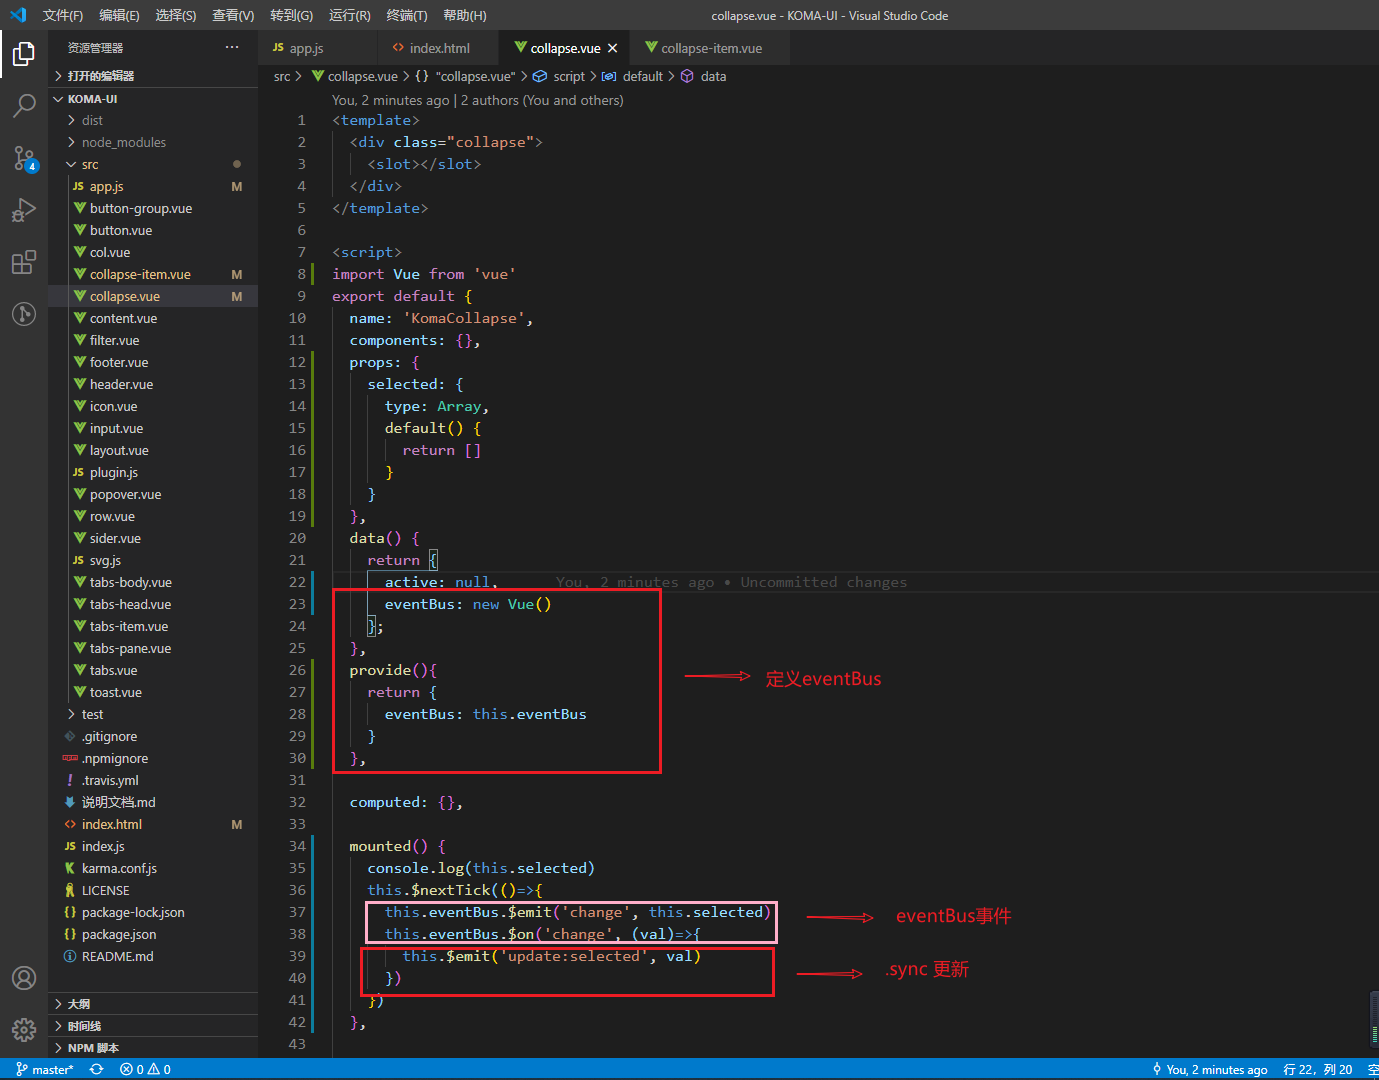 文件(F) 编辑(E) 选择(S) 查看(V) 转到(G) 运行(R) 终端(T) 帮助(H) collapse.vue - KOMA-UI - Visual Studio Code
资源管理器 ···
JS app.js <> index.html collapse.vue × collapse-item.vue
打开的编辑器
src > collapse.vue > {} "collapse.vue" > script > default > data
KOMA-UI
dist
node_modules
src
JS app.js M
button-group.vue
button.vue
col.vue
collapse-item.vue M
collapse.vue M
content.vue
filter.vue
footer.vue
header.vue
icon.vue
input.vue
layout.vue
JS plugin.js
popover.vue
row.vue
sider.vue
JS svg.js
tabs-body.vue
tabs-head.vue
tabs-item.vue
tabs-pane.vue
tabs.vue
toast.vue
test
.gitignore
.npmignore
! .travis.yml
说明文档.md
<> index.html M
JS index.js
karma.conf.js
LICENSE
{} package-lock.json
{} package.json
README.md
大纲
时间线
NPM 脚本
4
You, 2 minutes ago | 2 authors (You and others)
1 <template>
2 <div class="collapse">
3 <slot></slot>
4 </div>
5 </template>
6
7 <script>
8 import Vue from 'vue'
9 export default {
10 name: 'KomaCollapse',
11 components: {},
12 props: {
13 selected: {
14 type: Array,
15 default() {
16 return []
17 }
18 }
19 },
20 data() {
21 return {
22 active: null, You, 2 minutes ago • Uncommitted changes
23 eventBus: new Vue()
24 };
25 },
26 provide(){
27 return {
28 eventBus: this.eventBus
29 }
30 },
31
32 computed: {},
33
34 mounted() {
35 console.log(this.selected)
36 this.$nextTick(()=>{
37 this.eventBus.$emit('change', this.selected)
38 this.eventBus.$on('change', (val)=>{
39 this.$emit('update:selected', val)
40 })
41 })
42 },
43
定义eventBus
eventBus事件
.sync 更新
master* 0 0 You, 2 minutes ago 行 22，列 20